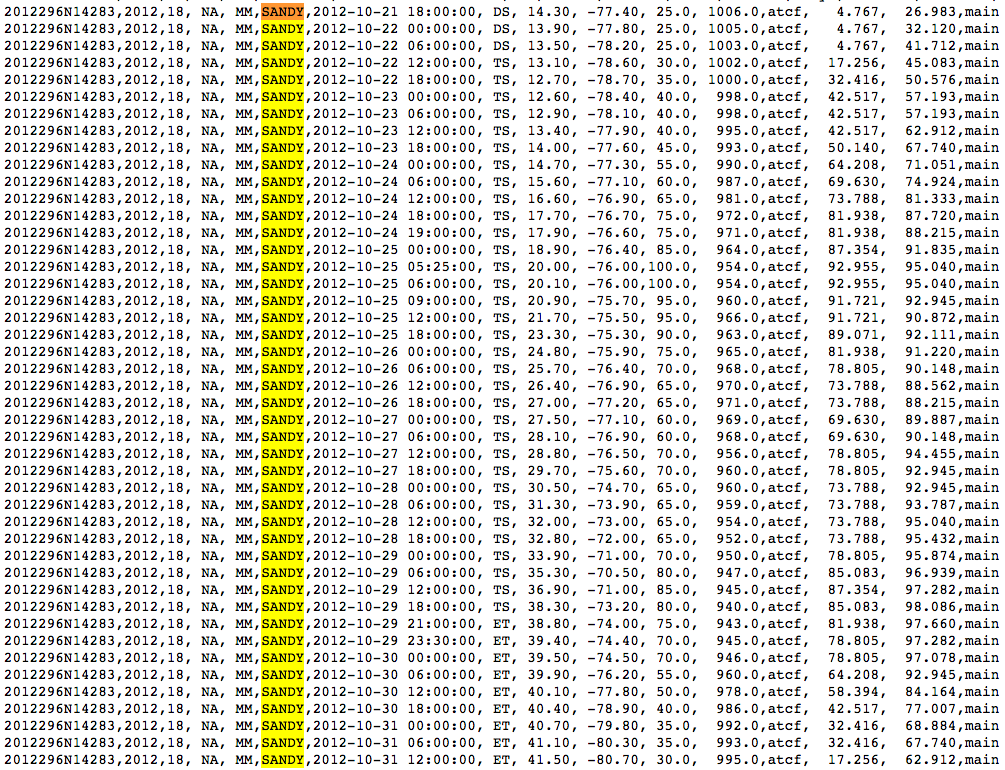 2012296N14283,2012,18, NA, MM,SANDY,2012-10-21 18:00:00, DS, 14.30, -77.40, 25.0, 1006.0,atcf, 4.767, 26.983,main
2012296N14283,2012,18, NA, MM,SANDY,2012-10-22 00:00:00, DS, 13.90, -77.80, 25.0, 1005.0,atcf, 4.767, 32.120,main
2012296N14283,2012,18, NA, MM,SANDY,2012-10-22 06:00:00, DS, 13.50, -78.20, 25.0, 1003.0,atcf, 4.767, 41.712,main
2012296N14283,2012,18, NA, MM,SANDY,2012-10-22 12:00:00, TS, 13.10, -78.60, 30.0, 1002.0,atcf, 17.256, 45.083,main
2012296N14283,2012,18, NA, MM,SANDY,2012-10-22 18:00:00, TS, 12.70, -78.70, 35.0, 1000.0,atcf, 32.416, 50.576,main
2012296N14283,2012,18, NA, MM,SANDY,2012-10-23 00:00:00, TS, 12.60, -78.40, 40.0, 998.0,atcf, 42.517, 57.193,main
2012296N14283,2012,18, NA, MM,SANDY,2012-10-23 06:00:00, TS, 12.90, -78.10, 40.0, 998.0,atcf, 42.517, 57.193,main
2012296N14283,2012,18, NA, MM,SANDY,2012-10-23 12:00:00, TS, 13.40, -77.90, 40.0, 995.0,atcf, 42.517, 62.912,main
2012296N14283,2012,18, NA, MM,SANDY,2012-10-23 18:00:00, TS, 14.00, -77.60, 45.0, 993.0,atcf, 50.140, 67.740,main
2012296N14283,2012,18, NA, MM,SANDY,2012-10-24 00:00:00, TS, 14.70, -77.30, 55.0, 990.0,atcf, 64.208, 71.051,main
2012296N14283,2012,18, NA, MM,SANDY,2012-10-24 06:00:00, TS, 15.60, -77.10, 60.0, 987.0,atcf, 69.630, 74.924,main
2012296N14283,2012,18, NA, MM,SANDY,2012-10-24 12:00:00, TS, 16.60, -76.90, 65.0, 981.0,atcf, 73.788, 81.333,main
2012296N14283,2012,18, NA, MM,SANDY,2012-10-24 18:00:00, TS, 17.70, -76.70, 75.0, 972.0,atcf, 81.938, 87.720,main
2012296N14283,2012,18, NA, MM,SANDY,2012-10-24 19:00:00, TS, 17.90, -76.60, 75.0, 971.0,atcf, 81.938, 88.215,main
2012296N14283,2012,18, NA, MM,SANDY,2012-10-25 00:00:00, TS, 18.90, -76.40, 85.0, 964.0,atcf, 87.354, 91.835,main
2012296N14283,2012,18, NA, MM,SANDY,2012-10-25 05:25:00, TS, 20.00, -76.00,100.0, 954.0,atcf, 92.955, 95.040,main
2012296N14283,2012,18, NA, MM,SANDY,2012-10-25 06:00:00, TS, 20.10, -76.00,100.0, 954.0,atcf, 92.955, 95.040,main
2012296N14283,2012,18, NA, MM,SANDY,2012-10-25 09:00:00, TS, 20.90, -75.70, 95.0, 960.0,atcf, 91.721, 92.945,main
2012296N14283,2012,18, NA, MM,SANDY,2012-10-25 12:00:00, TS, 21.70, -75.50, 95.0, 966.0,atcf, 91.721, 90.872,main
2012296N14283,2012,18, NA, MM,SANDY,2012-10-25 18:00:00, TS, 23.30, -75.30, 90.0, 963.0,atcf, 89.071, 92.111,main
2012296N14283,2012,18, NA, MM,SANDY,2012-10-26 00:00:00, TS, 24.80, -75.90, 75.0, 965.0,atcf, 81.938, 91.220,main
2012296N14283,2012,18, NA, MM,SANDY,2012-10-26 06:00:00, TS, 25.70, -76.40, 70.0, 968.0,atcf, 78.805, 90.148,main
2012296N14283,2012,18, NA, MM,SANDY,2012-10-26 12:00:00, TS, 26.40, -76.90, 65.0, 970.0,atcf, 73.788, 88.562,main
2012296N14283,2012,18, NA, MM,SANDY,2012-10-26 18:00:00, TS, 27.00, -77.20, 65.0, 971.0,atcf, 73.788, 88.215,main
2012296N14283,2012,18, NA, MM,SANDY,2012-10-27 00:00:00, TS, 27.50, -77.10, 60.0, 969.0,atcf, 69.630, 89.887,main
2012296N14283,2012,18, NA, MM,SANDY,2012-10-27 06:00:00, TS, 28.10, -76.90, 60.0, 968.0,atcf, 69.630, 90.148,main
2012296N14283,2012,18, NA, MM,SANDY,2012-10-27 12:00:00, TS, 28.80, -76.50, 70.0, 956.0,atcf, 78.805, 94.455,main
2012296N14283,2012,18, NA, MM,SANDY,2012-10-27 18:00:00, TS, 29.70, -75.60, 70.0, 960.0,atcf, 78.805, 92.945,main
2012296N14283,2012,18, NA, MM,SANDY,2012-10-28 00:00:00, TS, 30.50, -74.70, 65.0, 960.0,atcf, 73.788, 92.945,main
2012296N14283,2012,18, NA, MM,SANDY,2012-10-28 06:00:00, TS, 31.30, -73.90, 65.0, 959.0,atcf, 73.788, 93.787,main
2012296N14283,2012,18, NA, MM,SANDY,2012-10-28 12:00:00, TS, 32.00, -73.00, 65.0, 954.0,atcf, 73.788, 95.040,main
2012296N14283,2012,18, NA, MM,SANDY,2012-10-28 18:00:00, TS, 32.80, -72.00, 65.0, 952.0,atcf, 73.788, 95.432,main
2012296N14283,2012,18, NA, MM,SANDY,2012-10-29 00:00:00, TS, 33.90, -71.00, 70.0, 950.0,atcf, 78.805, 95.874,main
2012296N14283,2012,18, NA, MM,SANDY,2012-10-29 06:00:00, TS, 35.30, -70.50, 80.0, 947.0,atcf, 85.083, 96.939,main
2012296N14283,2012,18, NA, MM,SANDY,2012-10-29 12:00:00, TS, 36.90, -71.00, 85.0, 945.0,atcf, 87.354, 97.282,main
2012296N14283,2012,18, NA, MM,SANDY,2012-10-29 18:00:00, TS, 38.30, -73.20, 80.0, 940.0,atcf, 85.083, 98.086,main
2012296N14283,2012,18, NA, MM,SANDY,2012-10-29 21:00:00, ET, 38.80, -74.00, 75.0, 943.0,atcf, 81.938, 97.660,main
2012296N14283,2012,18, NA, MM,SANDY,2012-10-29 23:30:00, ET, 39.40, -74.40, 70.0, 945.0,atcf, 78.805, 97.282,main
2012296N14283,2012,18, NA, MM,SANDY,2012-10-30 00:00:00, ET, 39.50, -74.50, 70.0, 946.0,atcf, 78.805, 97.078,main
2012296N14283,2012,18, NA, MM,SANDY,2012-10-30 06:00:00, ET, 39.90, -76.20, 55.0, 960.0,atcf, 64.208, 92.945,main
2012296N14283,2012,18, NA, MM,SANDY,2012-10-30 12:00:00, ET, 40.10, -77.80, 50.0, 978.0,atcf, 58.394, 84.164,main
2012296N14283,2012,18, NA, MM,SANDY,2012-10-30 18:00:00, ET, 40.40, -78.90, 40.0, 986.0,atcf, 42.517, 77.007,main
2012296N14283,2012,18, NA, MM,SANDY,2012-10-31 00:00:00, ET, 40.70, -79.80, 35.0, 992.0,atcf, 32.416, 68.884,main
2012296N14283,2012,18, NA, MM,SANDY,2012-10-31 06:00:00, ET, 41.10, -80.30, 35.0, 993.0,atcf, 32.416, 67.740,main
2012296N14283,2012,18, NA, MM,SANDY,2012-10-31 12:00:00, ET, 41.50, -80.70, 30.0, 995.0,atcf, 17.256, 62.912,main